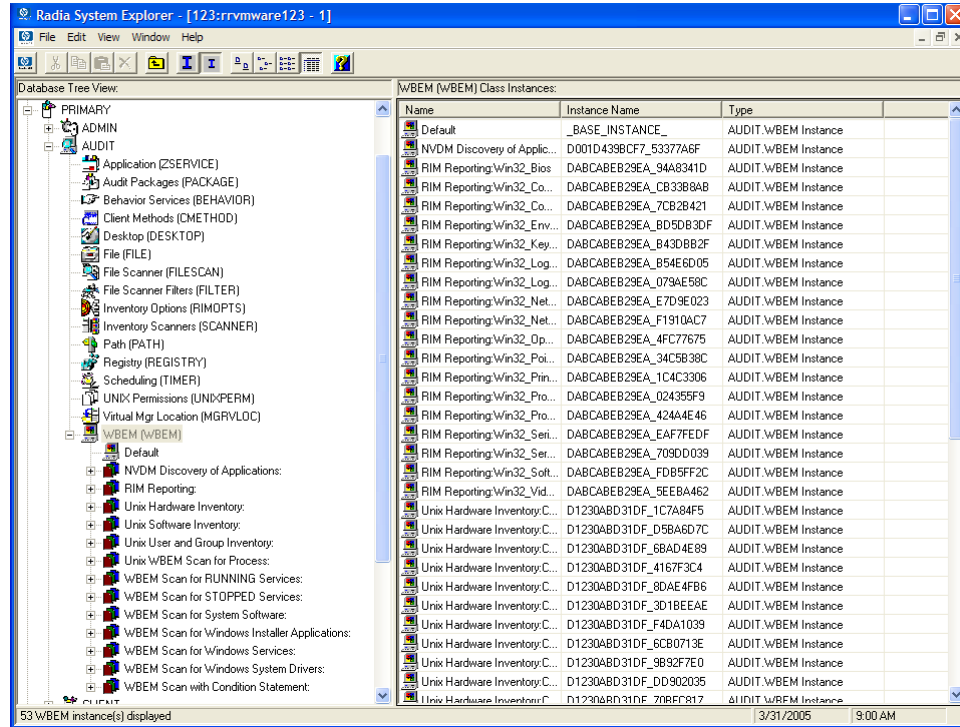 Radia System Explorer - [123:rrvmware123 - 1]
File Edit View Window Help
Database Tree View:
PRIMARY
ADMIN
AUDIT
Application (ZSERVICE)
Audit Packages (PACKAGE)
Behavior Services (BEHAVIOR)
Client Methods (CMETHOD)
Desktop (DESKTOP)
File (FILE)
File Scanner (FILESCAN)
File Scanner Filters (FILTER)
Inventory Options (RIMOPTS)
Inventory Scanners (SCANNER)
Path (PATH)
Registry (REGISTRY)
Scheduling (TIMER)
UNIX Permissions (UNIXPERM)
Virtual Mgr Location (MGRVLOC)
WBEM (WBEM)
Default
NVDM Discovery of Applications:
RIM Reporting:
Unix Hardware Inventory:
Unix Software Inventory:
Unix User and Group Inventory:
Unix WBEM Scan for Process:
WBEM Scan for RUNNING Services:
WBEM Scan for STOPPED Services:
WBEM Scan for System Software:
WBEM Scan for Windows Installer Applications:
WBEM Scan for Windows Services:
WBEM Scan for Windows System Drivers:
WBEM Scan with Condition Statement:
CLIENT
WBEM (WBEM) Class Instances:
Name Instance Name Type
Default _BASE_INSTANCE_ AUDIT.WBEM Instance
NVDM Discovery of Applic... D001D439BCF7_53377A6F AUDIT.WBEM Instance
RIM Reporting:Win32_Bios DABCABEB29EA_94A8341D AUDIT.WBEM Instance
RIM Reporting:Win32_Co... DABCABEB29EA_CB33B8AB AUDIT.WBEM Instance
RIM Reporting:Win32_Co... DABCABEB29EA_7CB2B421 AUDIT.WBEM Instance
RIM Reporting:Win32_Env... DABCABEB29EA_BD5DB3DF AUDIT.WBEM Instance
RIM Reporting:Win32_Key... DABCABEB29EA_B43DBB2F AUDIT.WBEM Instance
RIM Reporting:Win32_Log... DABCABEB29EA_B54E6D05 AUDIT.WBEM Instance
RIM Reporting:Win32_Log... DABCABEB29EA_079AE58C AUDIT.WBEM Instance
RIM Reporting:Win32_Net... DABCABEB29EA_E7D9E023 AUDIT.WBEM Instance
RIM Reporting:Win32_Net... DABCABEB29EA_F1910AC7 AUDIT.WBEM Instance
RIM Reporting:Win32_Op... DABCABEB29EA_4FC77675 AUDIT.WBEM Instance
RIM Reporting:Win32_Poi... DABCABEB29EA_34C5B38C AUDIT.WBEM Instance
RIM Reporting:Win32_Prin... DABCABEB29EA_1C4C3306 AUDIT.WBEM Instance
RIM Reporting:Win32_Pro... DABCABEB29EA_024355F9 AUDIT.WBEM Instance
RIM Reporting:Win32_Pro... DABCABEB29EA_424A4E46 AUDIT.WBEM Instance
RIM Reporting:Win32_Seri... DABCABEB29EA_EAF7FEDF AUDIT.WBEM Instance
RIM Reporting:Win32_Ser... DABCABEB29EA_709DD039 AUDIT.WBEM Instance
RIM Reporting:Win32_Soft... DABCABEB29EA_FDB5FF2C AUDIT.WBEM Instance
RIM Reporting:Win32_Vid... DABCABEB29EA_5EEBA462 AUDIT.WBEM Instance
Unix Hardware Inventory:C... D1230ABD31DF_1C7A84F5 AUDIT.WBEM Instance
Unix Hardware Inventory:C... D1230ABD31DF_D5BA6D7C AUDIT.WBEM Instance
Unix Hardware Inventory:C... D1230ABD31DF_6BAD4E89 AUDIT.WBEM Instance
Unix Hardware Inventory:C... D1230ABD31DF_4167F3C4 AUDIT.WBEM Instance
Unix Hardware Inventory:C... D1230ABD31DF_8DAE4FB6 AUDIT.WBEM Instance
Unix Hardware Inventory:C... D1230ABD31DF_3D1BEEAE AUDIT.WBEM Instance
Unix Hardware Inventory:C... D1230ABD31DF_F4DA1039 AUDIT.WBEM Instance
Unix Hardware Inventory:C... D1230ABD31DF_6CB0713E AUDIT.WBEM Instance
Unix Hardware Inventory:C... D1230ABD31DF_9B92F7E0 AUDIT.WBEM Instance
Unix Hardware Inventory:C... D1230ABD31DF_DD902035 AUDIT.WBEM Instance
Unix Hardware Inventory:C... D1230ABD31DF_70BFC817 AUDIT.WBEM Instance
53 WBEM instance(s) displayed 3/31/2005 9:00 AM